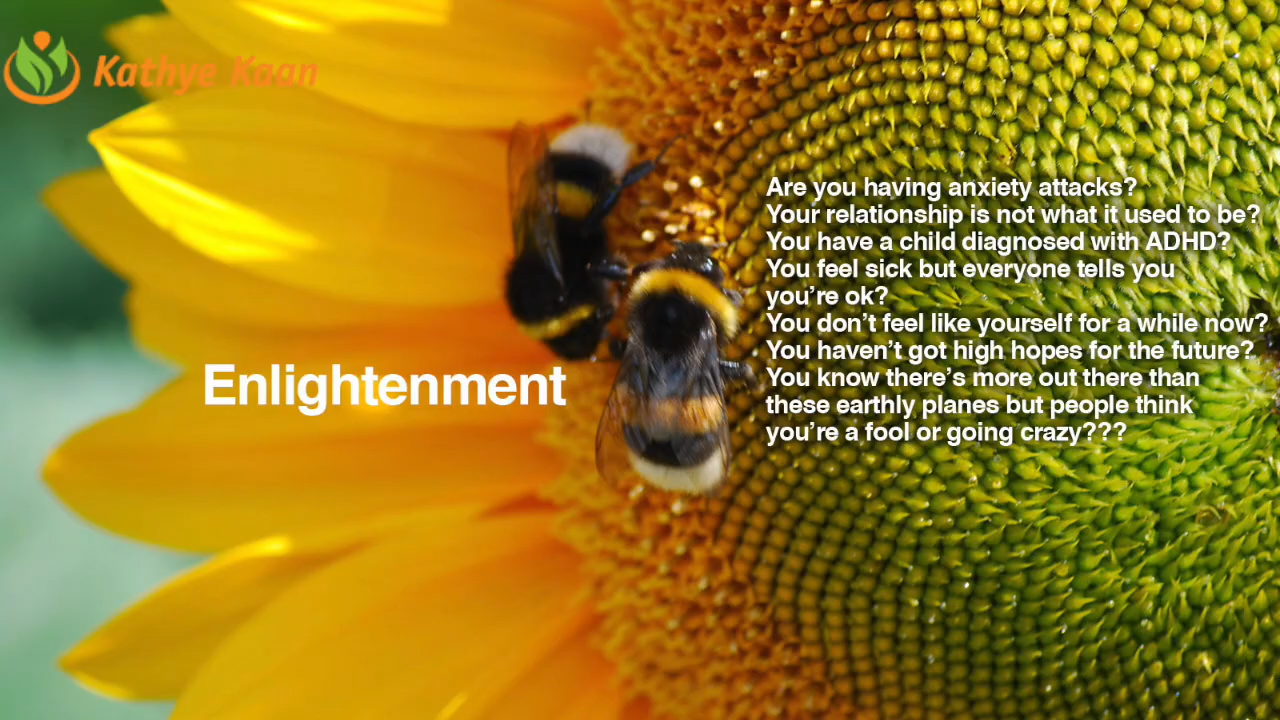 Kathye Kaan
Enlightenment
Are you having anxiety attacks?
Your relationship is not what it used to be?
You have a child diagnosed with ADHD?
You feel sick but everyone tells you
you’re ok?
You don’t feel like yourself for a while now?
You haven’t got high hopes for the future?
You know there’s more out there than
these earthly planes but people think
you’re a fool or going crazy???